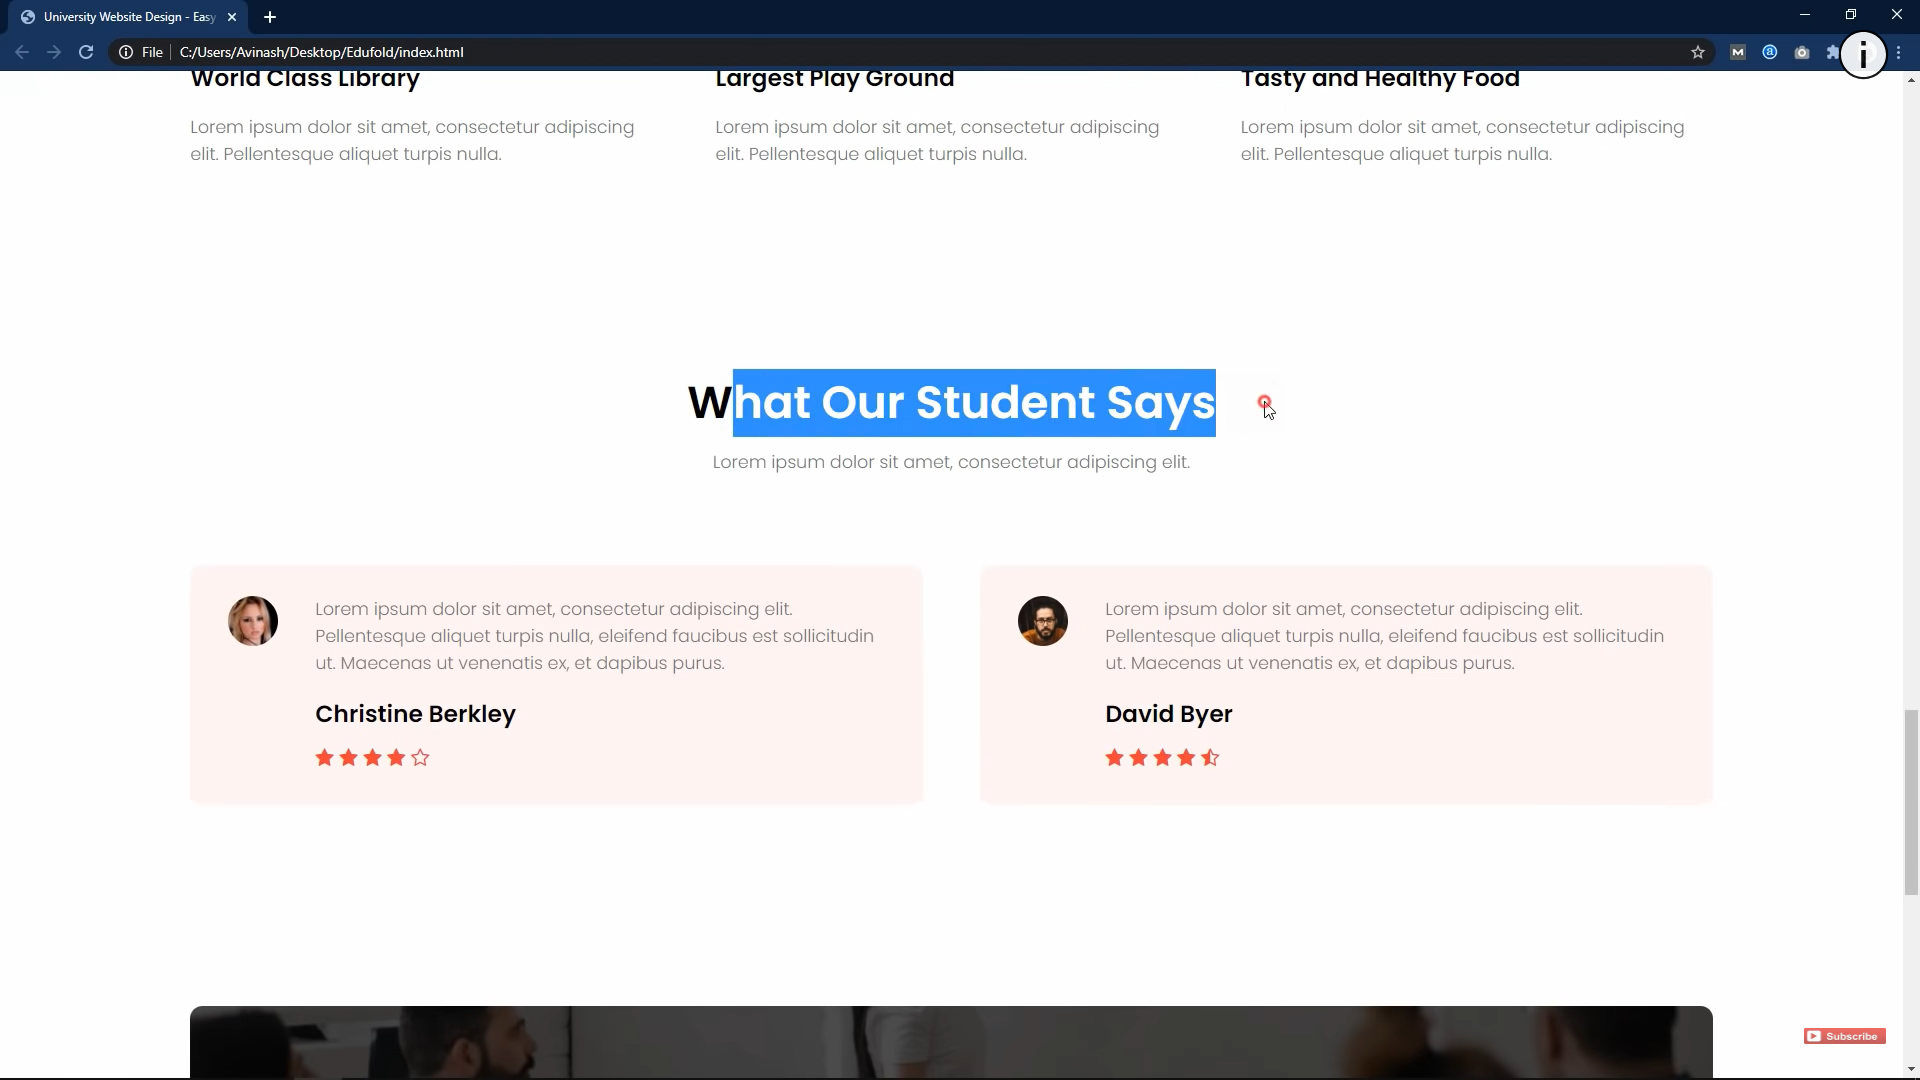 University Website Design - Easy
File
C:/Users/Avinash/Desktop/Edufold/index.html
World Class Library
Largest Play Ground
Tasty and Healthy Food
Lorem ipsum dolor sit amet, consectetur adipiscing
elit. Pellentesque aliquet turpis nulla.
Lorem ipsum dolor sit amet, consectetur adipiscing
elit. Pellentesque aliquet turpis nulla.
Lorem ipsum dolor sit amet, consectetur adipiscing
elit. Pellentesque aliquet turpis nulla.
What Our Student Says
Lorem ipsum dolor sit amet, consectetur adipiscing elit.
Lorem ipsum dolor sit amet, consectetur adipiscing elit.
Pellentesque aliquet turpis nulla, eleifend faucibus est sollicitudin
ut. Maecenas ut venenatis ex, et dapibus purus.
Christine Berkley
Lorem ipsum dolor sit amet, consectetur adipiscing elit.
Pellentesque aliquet turpis nulla, eleifend faucibus est sollicitudin
ut. Maecenas ut venenatis ex, et dapibus purus.
David Byer
Subscribe